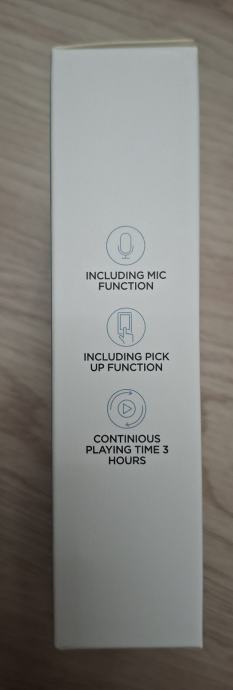 INCLUDING MIC
FUNCTION
INCLUDING PICK
UP FUNCTION
CONTINIOUS
PLAYING TIME 3
HOURS